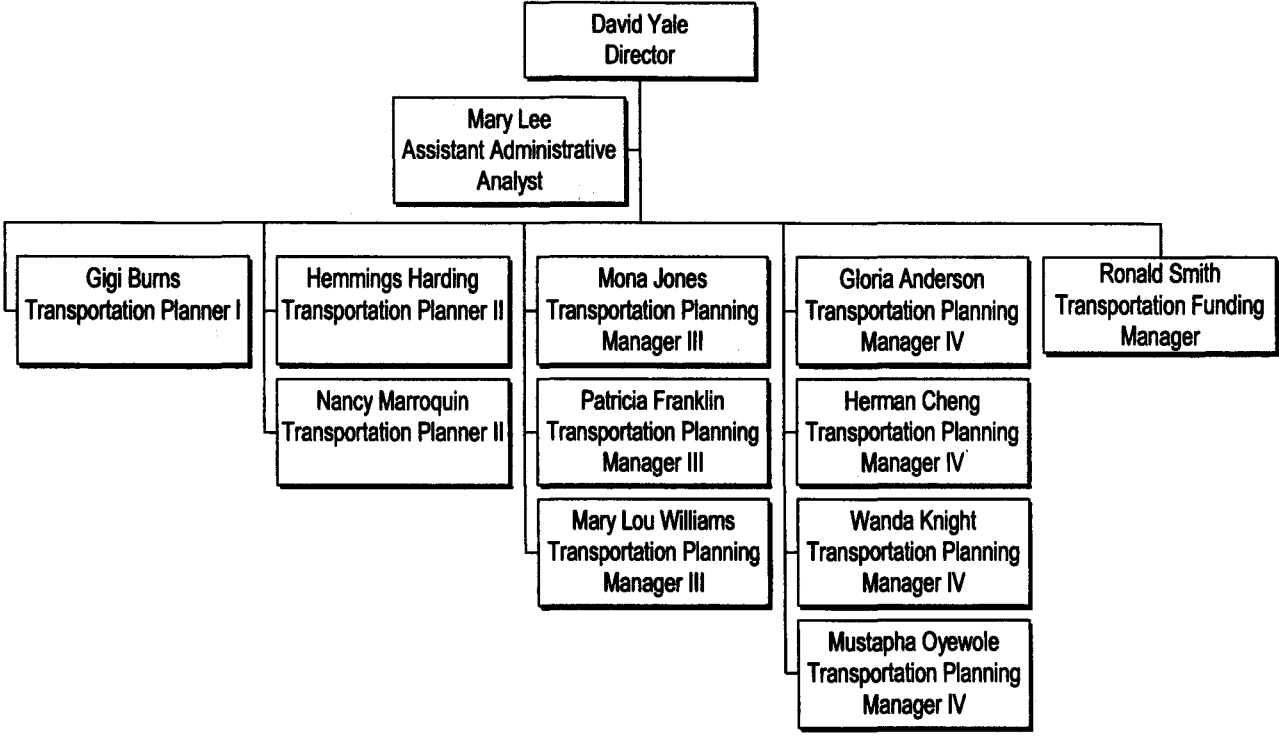 David Yale
Director
Mary Lee
Assistant Administrative
Analyst
Gigi Burns
Transportation Planner I
Hemmings Harding
Transportation Planner II
Nancy Marroquin
Transportation Planner II
Mona Jones
Transportation Planning
Manager III
Patricia Franklin
Transportation Planning
Manager III
Mary Lou Williams
Transportation Planning
Manager III
Gloria Anderson
Transportation Planning
Manager IV
Herman Cheng
Transportation Planning
Manager IV
Wanda Knight
Transportation Planning
Manager IV
Mustapha Oyewole
Transportation Planning
Manager IV
Ronald Smith
Transportation Funding
Manager